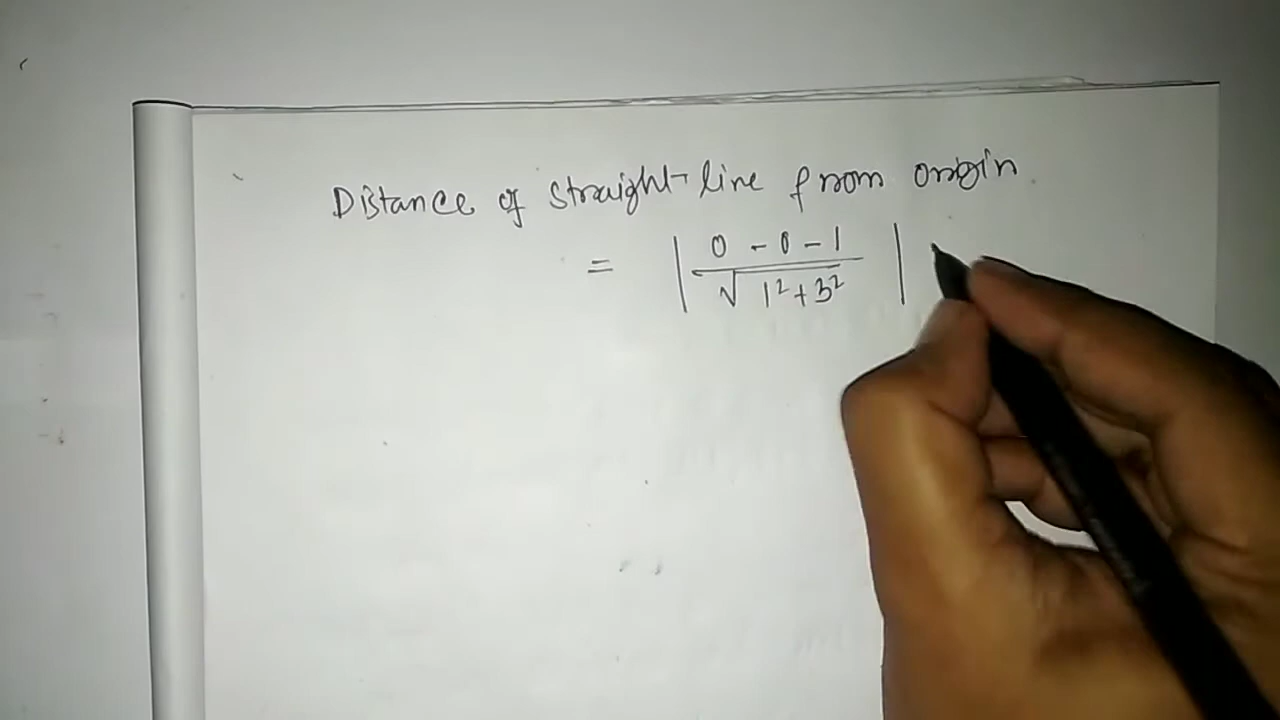 Distance of straight line from origin
= | 0 - 0 - 1 / √ 1² + 3² |